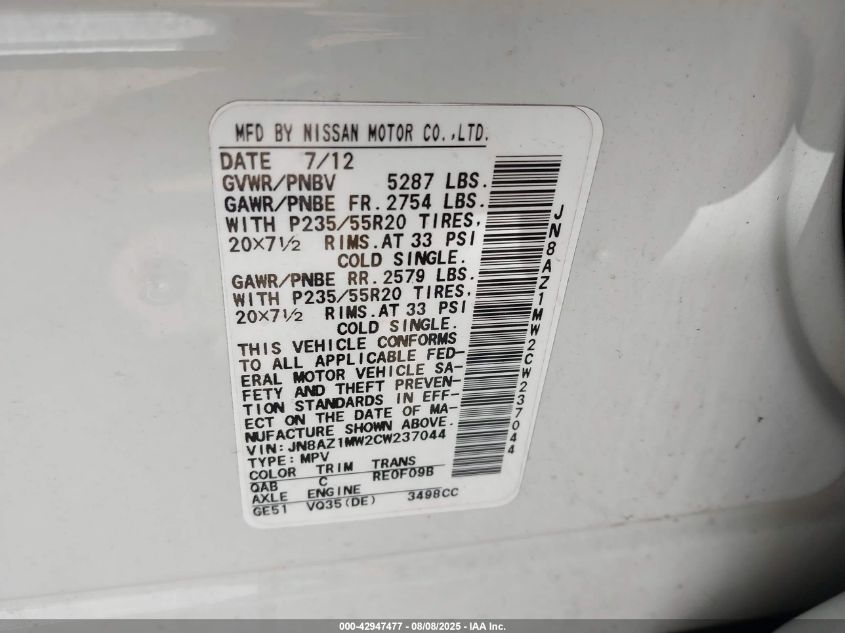 MFD BY NISSAN MOTOR CO.,LTD.
DATE 7/12
GVWR/PNBV 5287 LBS.
GAWR/PNBE FR. 2754 LBS.
WITH P235/55R20 TIRES,
20×7½ RIMS.AT 33 PSI
COLD SINGLE.
GAWR/PNBE RR. 2579 LBS.
WITH P235/55R20 TIRES,
20×7½ RIMS.AT 33 PSI
COLD SINGLE.
THIS VEHICLE CONFORMS
TO ALL APPLICABLE FED-
ERAL MOTOR VEHICLE SA-
FETY AND THEFT PREVEN-
TION STANDARDS IN EFF-
ECT ON THE DATE OF MA-
NUFACTURE SHOWN ABOVE.
VIN: JN8AZ1MW2CW237044
TYPE: MPV
COLOR TRIM TRANS
QAB C RE0F09B
AXLE ENGINE
GE51 VQ35(DE) 3498CC
JN8AZ1MW2CW237044
000-42947477 - 08/08/2025 - IAA Inc.